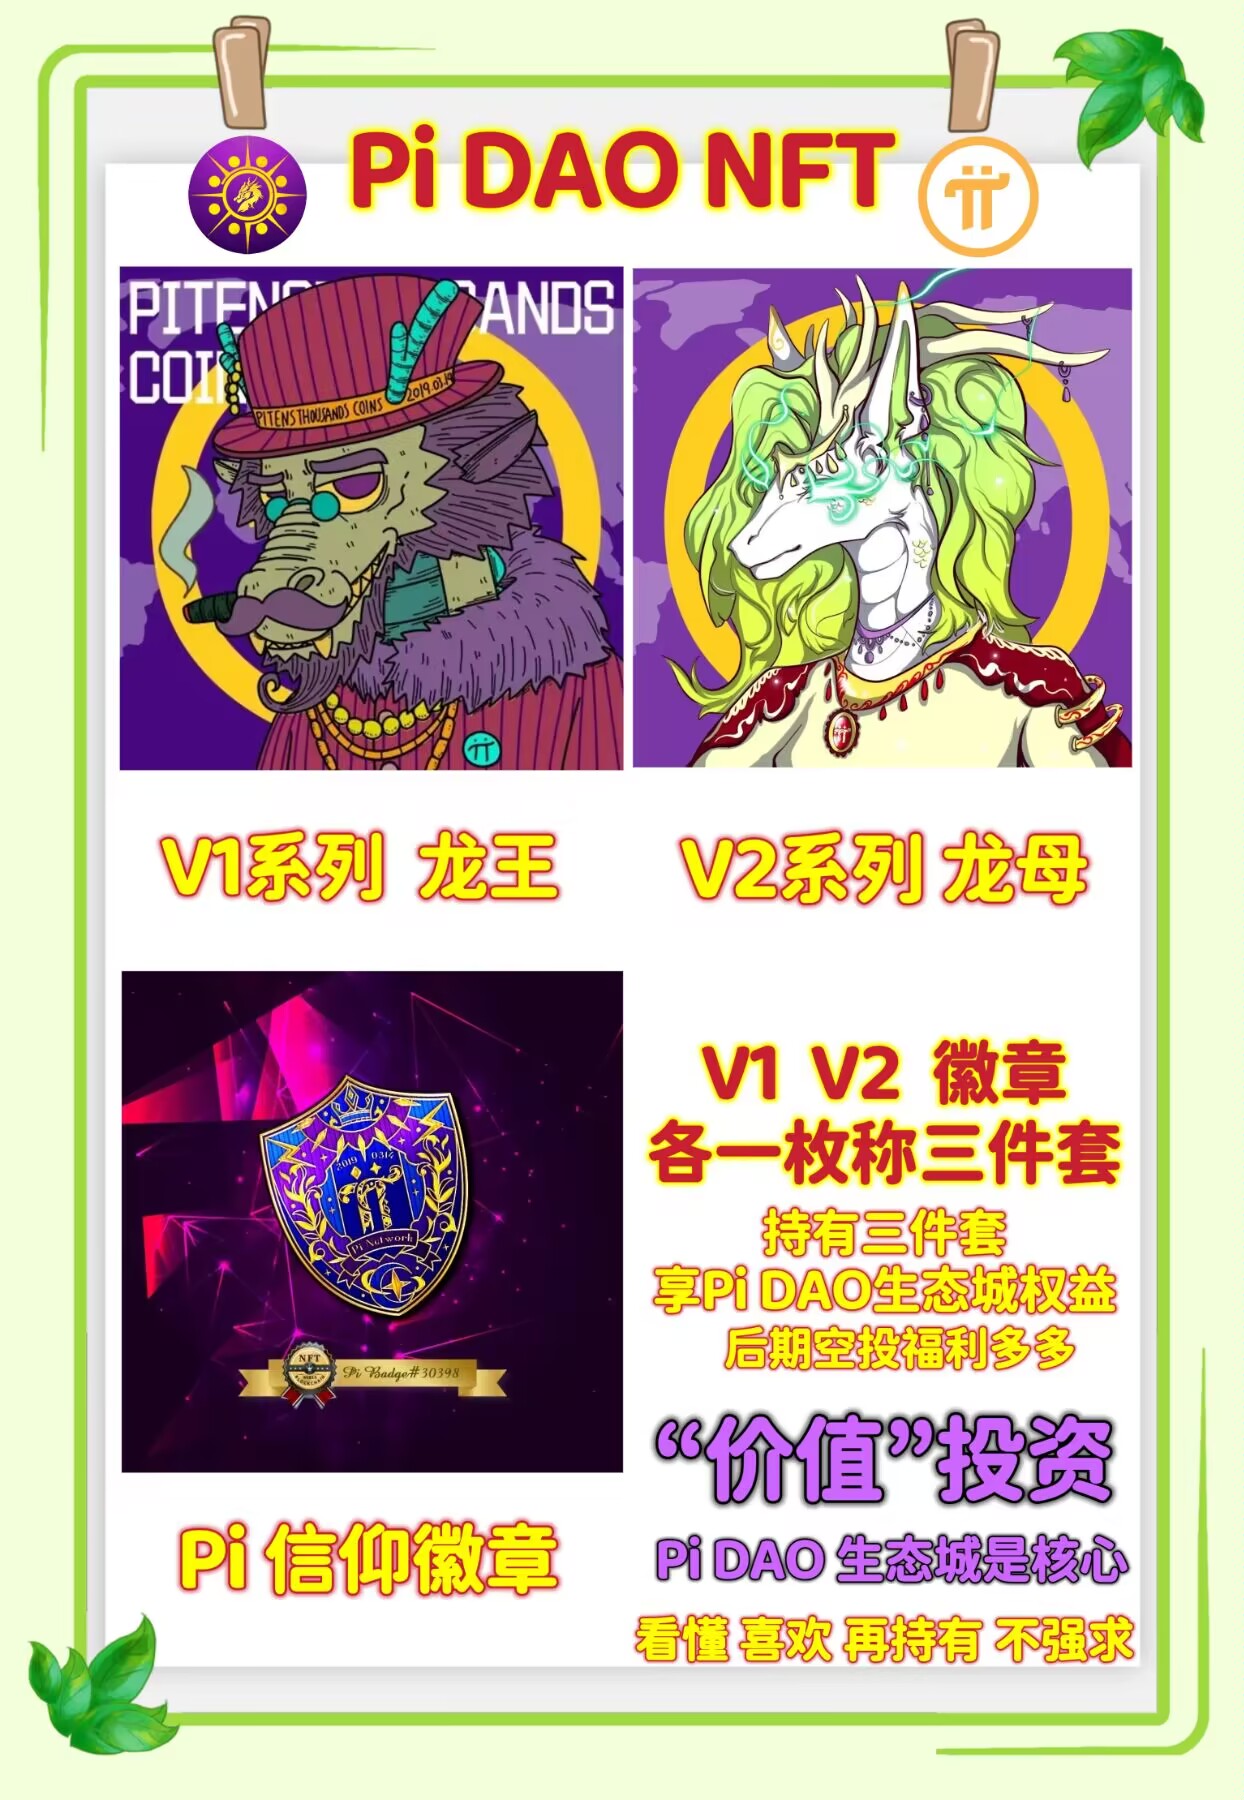 Pi DAO NFT
PITENS
ANDS
COIN
PITENS THOUSANDS COINS
2019.03.14
V1系列 龙王
V2系列 龙母
2019 0314
Pi Network
NFT
Pi Badge#30398
Pi 信仰徽章
V1 V2 徽章
各一枚称三件套
持有三件套
享Pi DAO生态城权益
后期空投福利多多
“价值”投资
Pi DAO 生态城是核心
看懂 喜欢 再持有 不强求